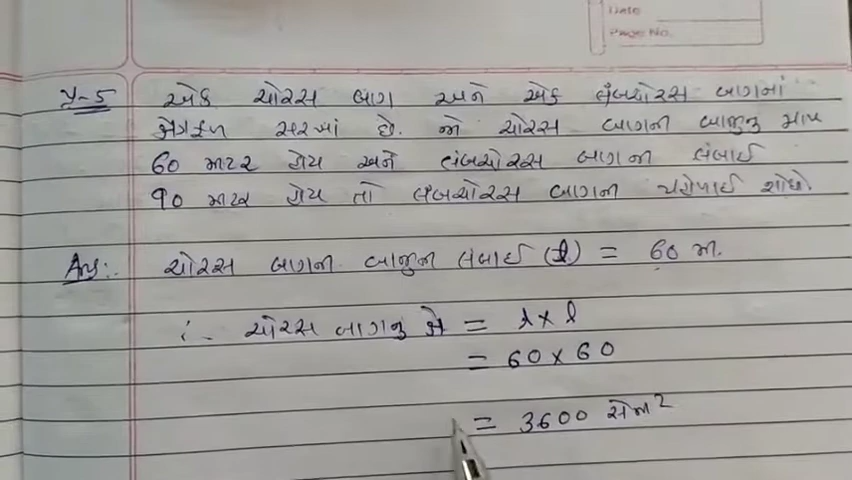 Date
Page No.
પ્ર-5 એક ચોરસ બાગ અને એક લંબચોરસ બાગનાં
ક્ષેત્રફળ સરખાં છે. જો ચોરસ બાગની બાજુનુ માપ
60 મીટર હોય અને લંબચોરસ બાગની લંબાઈ
90 મીટર હોય તો લંબચોરસ બાગની પહોળાઈ શોધો.
Ans:. ચોરસ બાગની બાજુની લંબાઈ (l) = 60 મી.
∴ ચોરસ બાગનું ક્ષે = l x l
= 60 x 60
= 3600 સેમી²